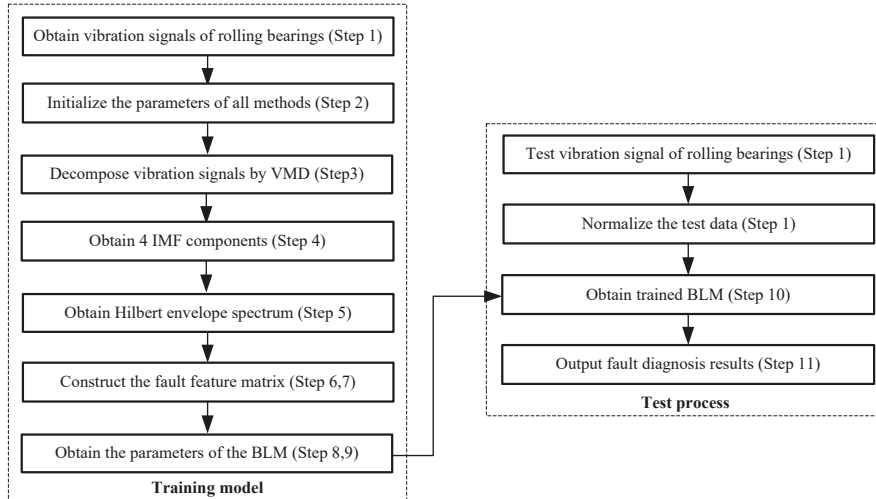 Obtain vibration signals of rolling bearings (Step 1)
Initialize the parameters of all methods (Step 2)
Decompose vibration signals by VMD (Step3)
Obtain 4 IMF components (Step 4)
Obtain Hilbert envelope spectrum (Step 5)
Construct the fault feature matrix (Step 6,7)
Obtain the parameters of the BLM (Step 8,9)
Training model
Test vibration signal of rolling bearings (Step 1)
Normalize the test data (Step 1)
Obtain trained BLM (Step 10)
Output fault diagnosis results (Step 11)
Test process